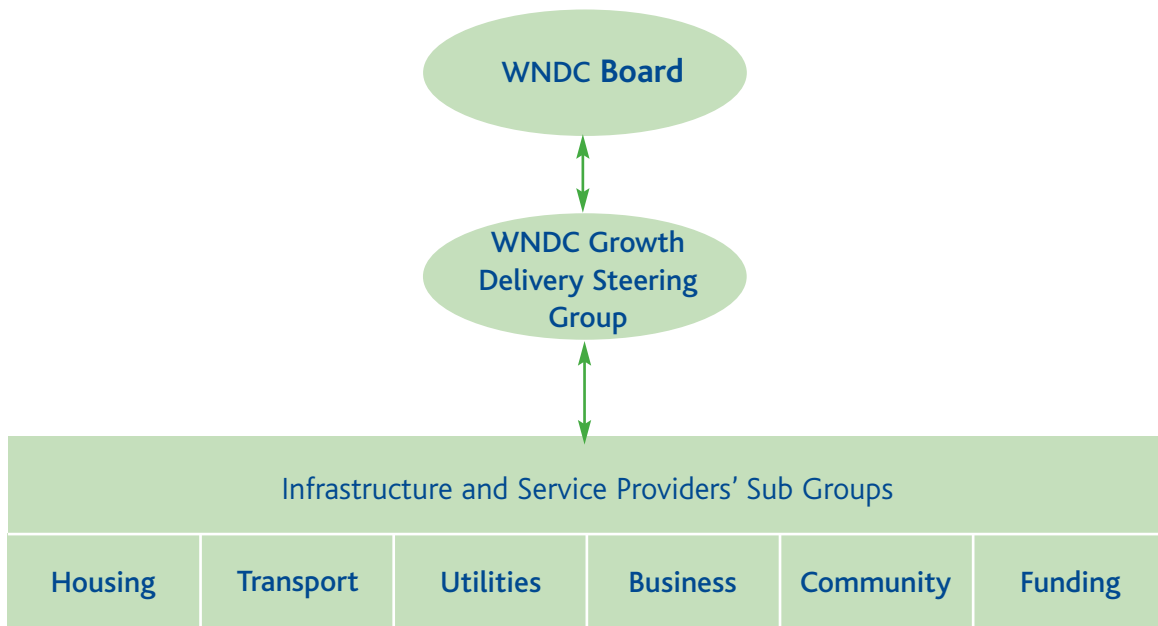 WNDC Board
WNDC Growth
Delivery Steering
Group
Infrastructure and Service Providers’ Sub Groups
Housing
Transport
Utilities
Business
Community
Funding